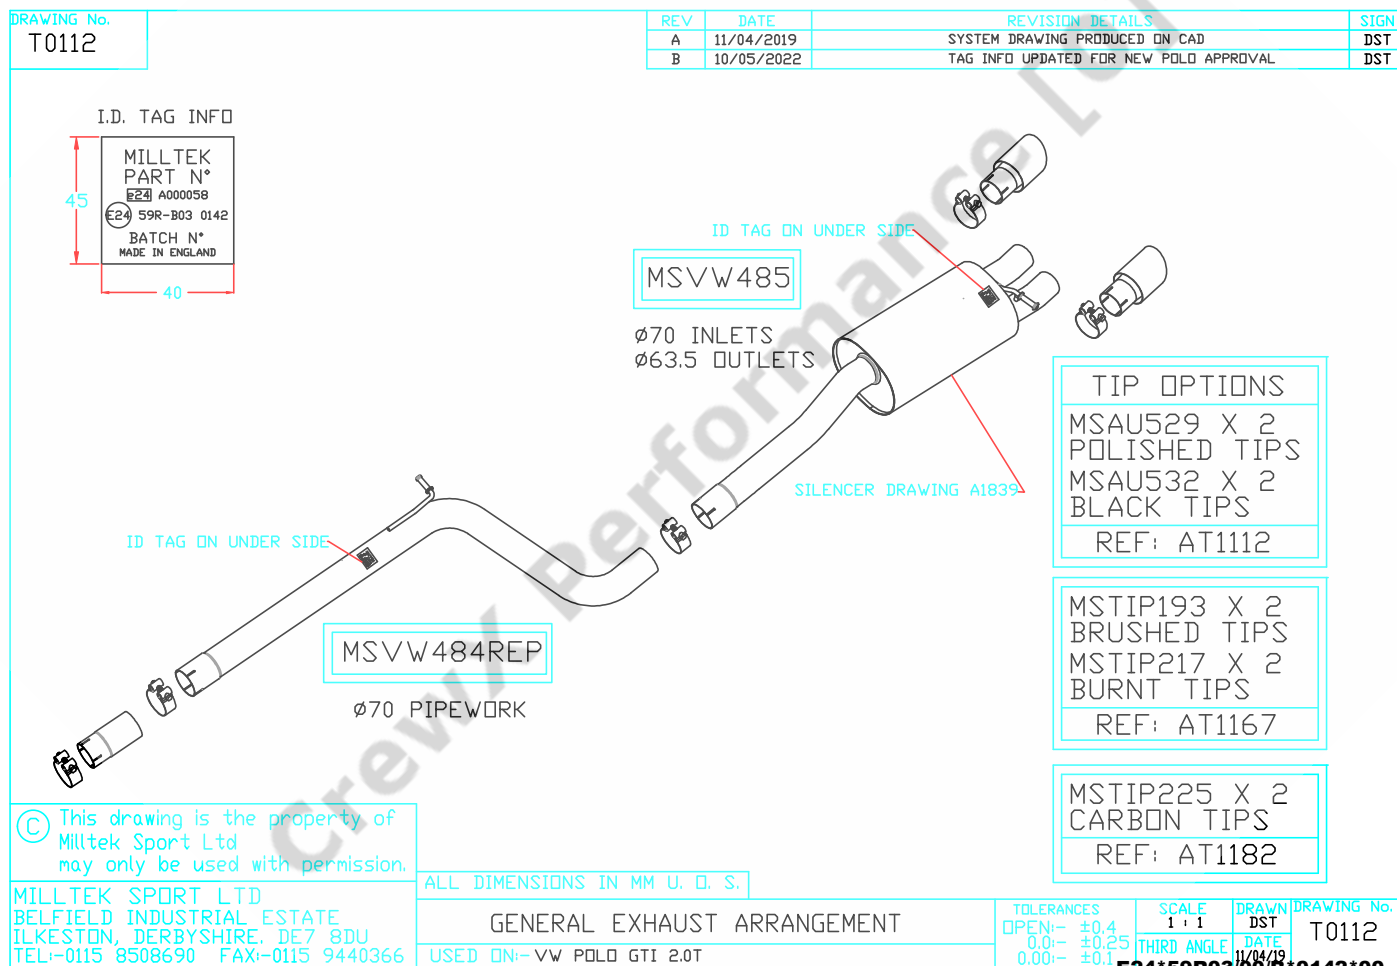 DRAWING No.
T0112
REV DATE REVISION DETAILS SIGN
A 11/04/2019 SYSTEM DRAWING PRODUCED ON CAD DST
B 10/05/2022 TAG INFO UPDATED FOR NEW POLO APPROVAL DST
I.D. TAG INFO
MILLTEK
PART N°
e24 A000058
E24 59R-B03 0142
BATCH N°
MADE IN ENGLAND
45
40
ID TAG ON UNDER SIDE
MSVW485
Ø70 INLETS
Ø63.5 OUTLETS
SILENCER DRAWING A1839
ID TAG ON UNDER SIDE
MSVW484REP
Ø70 PIPEWORK
TIP OPTIONS
MSAU529 X 2
POLISHED TIPS
MSAU532 X 2
BLACK TIPS
REF: AT1112
MSTIP193 X 2
BRUSHED TIPS
MSTIP217 X 2
BURNT TIPS
REF: AT1167
MSTIP225 X 2
CARBON TIPS
REF: AT1182
CrewX Performance
© This drawing is the property of
Milltek Sport Ltd
may only be used with permission.
MILLTEK SPORT LTD
BELFIELD INDUSTRIAL ESTATE
ILKESTON, DERBYSHIRE. DE7 8DU
TEL:-0115 8508690 FAX:-0115 9440366
ALL DIMENSIONS IN MM U. O. S.
GENERAL EXHAUST ARRANGEMENT
USED ON:- VW POLO GTI 2.0T
TOLERANCES
OPEN:- ±0.4
0.0:- ±0.25
0.00:- ±0.1
SCALE
1 : 1
THIRD ANGLE
DRAWN
DST
DATE
11/04/19
DRAWING No.
T0112